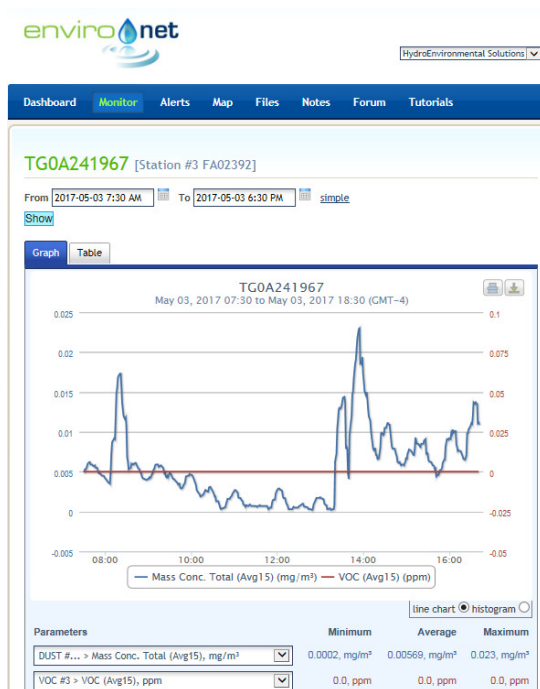 enviro net
HydroEnvironmental Solutions
Dashboard Monitor Alerts Map Files Notes Forum Tutorials
TG0A241967 [Station #3 FA02392]
From 2017-05-03 7:30 AM To 2017-05-03 6:30 PM simple
Show
Graph Table
TG0A241967
May 03, 2017 07:30 to May 03, 2017 18:30 (GMT-4)
0.025 0.1
0.02 0.075
0.015 0.05
0.01 0.025
0.005 0
0 -0.025
-0.005 -0.05
08:00 10:00 12:00 14:00 16:00
Mass Conc. Total (Avg15) (mg/m³) VOC (Avg15) (ppm)
line chart histogram
Parameters Minimum Average Maximum
DUST #... > Mass Conc. Total (Avg15), mg/m³ 0.0002, mg/m³ 0.00569, mg/m³ 0.023, mg/m³
VOC #3 > VOC (Avg15), ppm 0.0, ppm 0.0, ppm 0.0, ppm